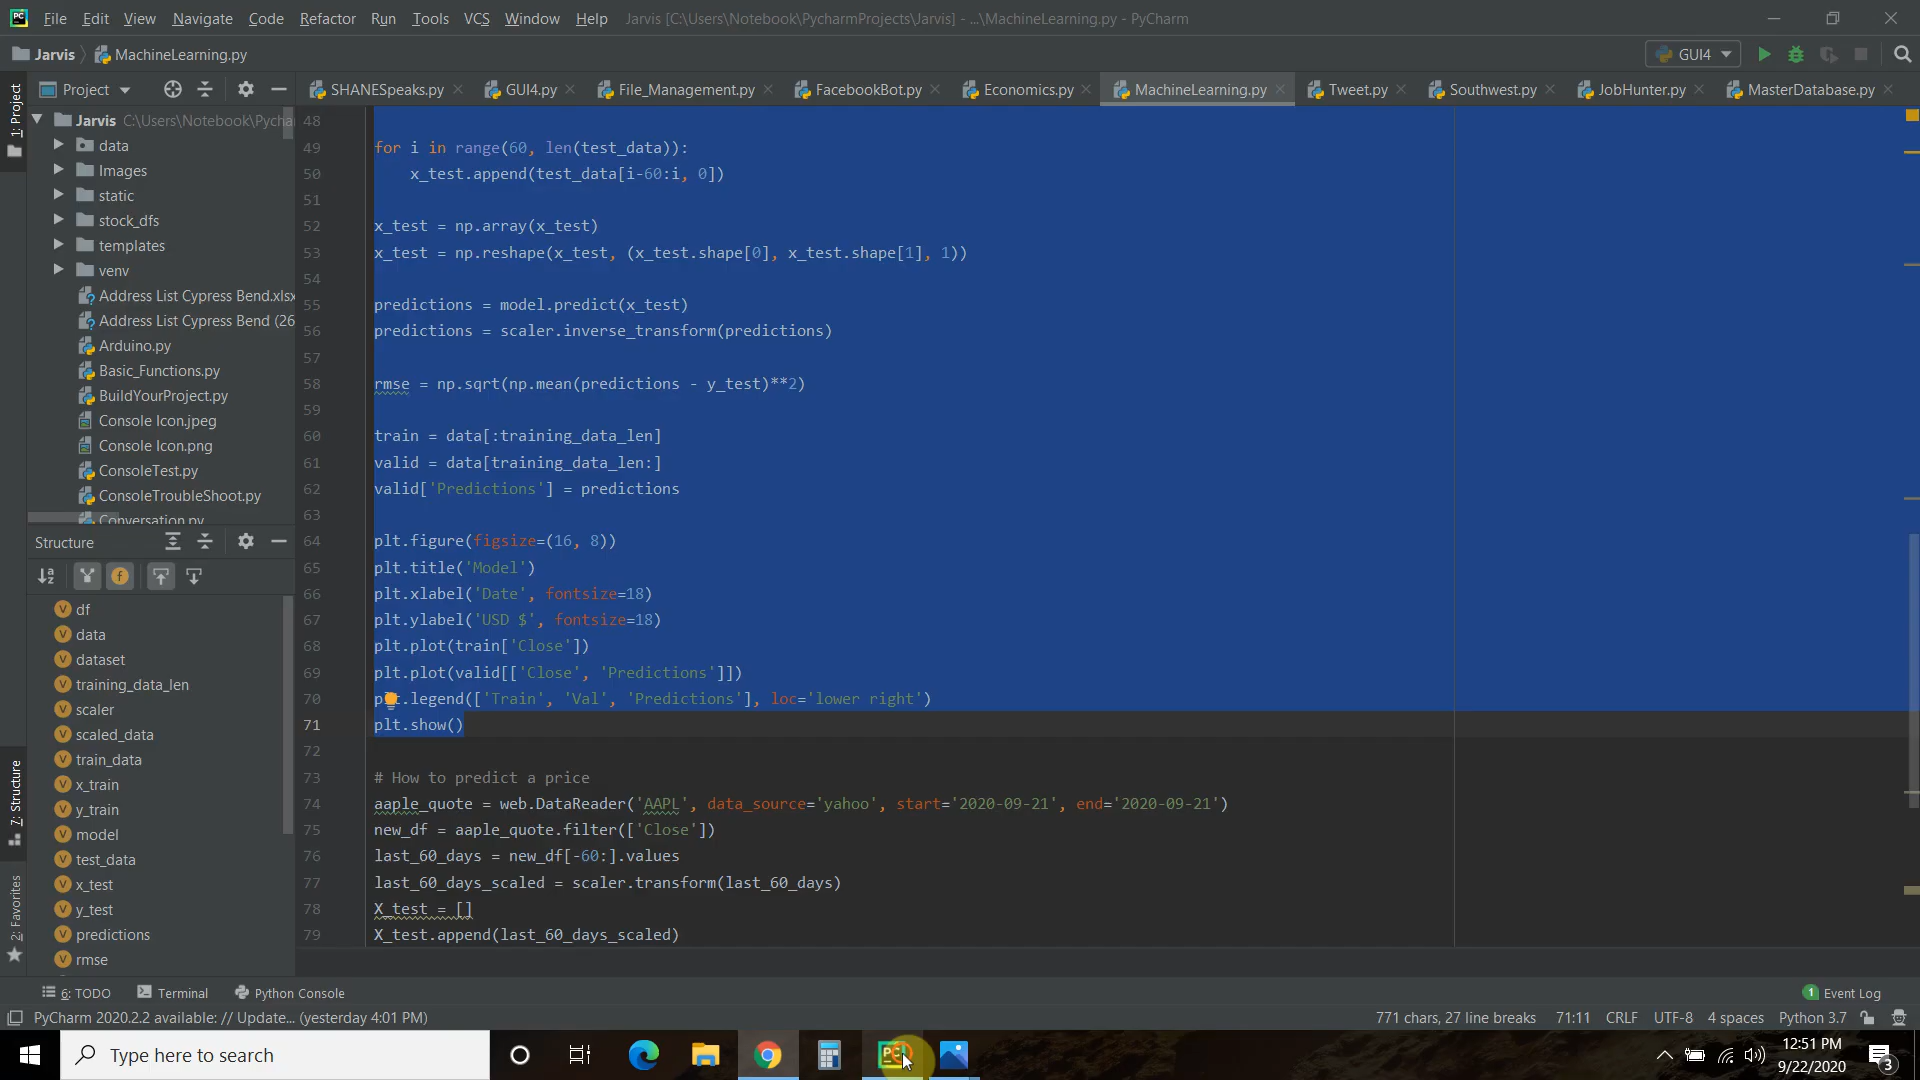 File Edit View Navigate Code Refactor Run Tools VCS Window Help Jarvis [C:\Users\Notebook\PycharmProjects\Jarvis] - ...\MachineLearning.py - PyCharm
Jarvis MachineLearning.py GUI4
Project SHANESpeaks.py GUI4.py File_Management.py FacebookBot.py Economics.py MachineLearning.py Tweet.py Southwest.py JobHunter.py MasterDatabase.py
1: Project
Jarvis C:\Users\Notebook\Pycha
data
Images
static
stock_dfs
templates
venv
Address List Cypress Bend.xlsx
Address List Cypress Bend (26
Arduino.py
Basic_Functions.py
BuildYourProject.py
Console Icon.jpeg
Console Icon.png
ConsoleTest.py
ConsoleTroubleShoot.py
Conversation.py
Structure
df
data
dataset
training_data_len
scaler
scaled_data
train_data
x_train
y_train
model
test_data
x_test
y_test
predictions
rmse
7: Structure
2: Favorites
48
49 for i in range(60, len(test_data)):
50 x_test.append(test_data[i-60:i, 0])
51
52 x_test = np.array(x_test)
53 x_test = np.reshape(x_test, (x_test.shape[0], x_test.shape[1], 1))
54
55 predictions = model.predict(x_test)
56 predictions = scaler.inverse_transform(predictions)
57
58 rmse = np.sqrt(np.mean(predictions - y_test)**2)
59
60 train = data[:training_data_len]
61 valid = data[training_data_len:]
62 valid['Predictions'] = predictions
63
64 plt.figure(figsize=(16, 8))
65 plt.title('Model')
66 plt.xlabel('Date', fontsize=18)
67 plt.ylabel('USD $', fontsize=18)
68 plt.plot(train['Close'])
69 plt.plot(valid[['Close', 'Predictions']])
70 plt.legend(['Train', 'Val', 'Predictions'], loc='lower right')
71 plt.show()
72
73 # How to predict a price
74 aaple_quote = web.DataReader('AAPL', data_source='yahoo', start='2020-09-21', end='2020-09-21')
75 new_df = aaple_quote.filter(['Close'])
76 last_60_days = new_df[-60:].values
77 last_60_days_scaled = scaler.transform(last_60_days)
78 X_test = []
79 X_test.append(last_60_days_scaled)
6: TODO Terminal Python Console 1 Event Log
PyCharm 2020.2.2 available: // Update... (yesterday 4:01 PM) 771 chars, 27 line breaks 71:11 CRLF UTF-8 4 spaces Python 3.7
Type here to search
12:51 PM
9/22/2020
3